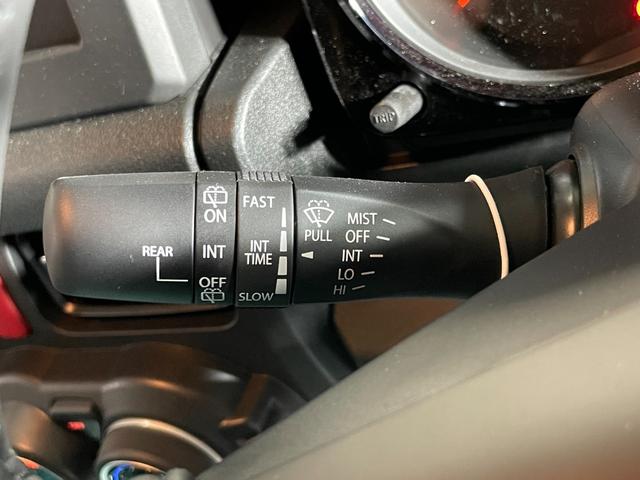 TRIP
ON
INT
OFF
REAR
FAST
INT
TIME
SLOW
PULL
MIST
OFF
INT
LO
HI